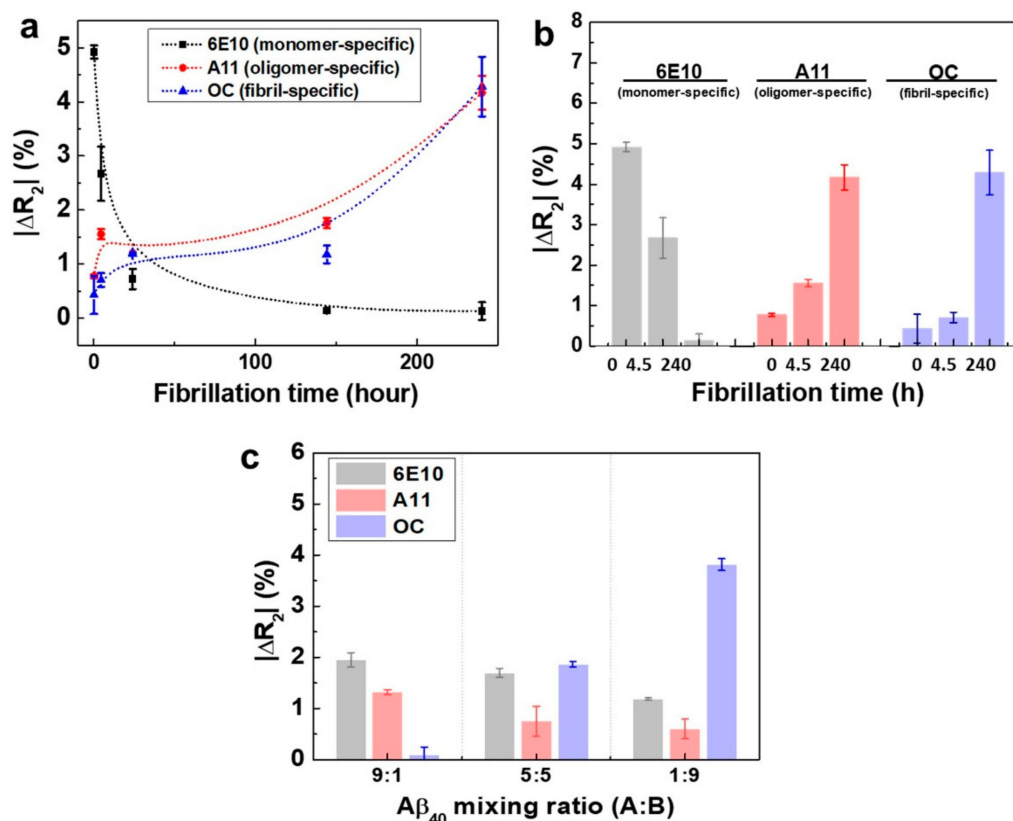 a
6E10 (monomer-specific)
A11 (oligomer-specific)
OC (fibril-specific)
|ΔR₂| (%)
5
4
3
2
1
0
0 100 200
Fibrillation time (hour)
b
6E10 A11 OC
(monomer-specific) (oligomer-specific) (fibril-specific)
|ΔR₂| (%)
8
7
6
5
4
3
2
1
0
0 4.5 240 0 4.5 240 0 4.5 240
Fibrillation time (h)
c
6E10
A11
OC
|ΔR₂| (%)
6
5
4
3
2
1
0
9:1 5:5 1:9
Aβ₄₀ mixing ratio (A:B)